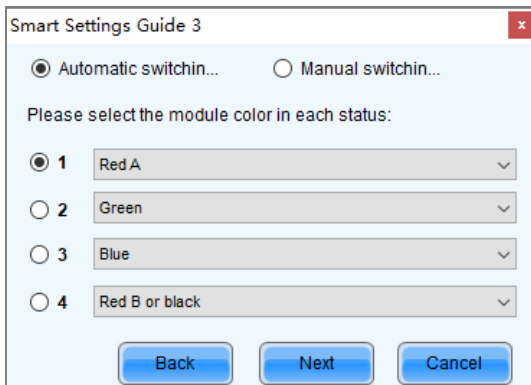 Smart Settings Guide 3
x
Automatic switchin... Manual switchin...
Please select the module color in each status:
1 Red A
2 Green
3 Blue
4 Red B or black
Back Next Cancel